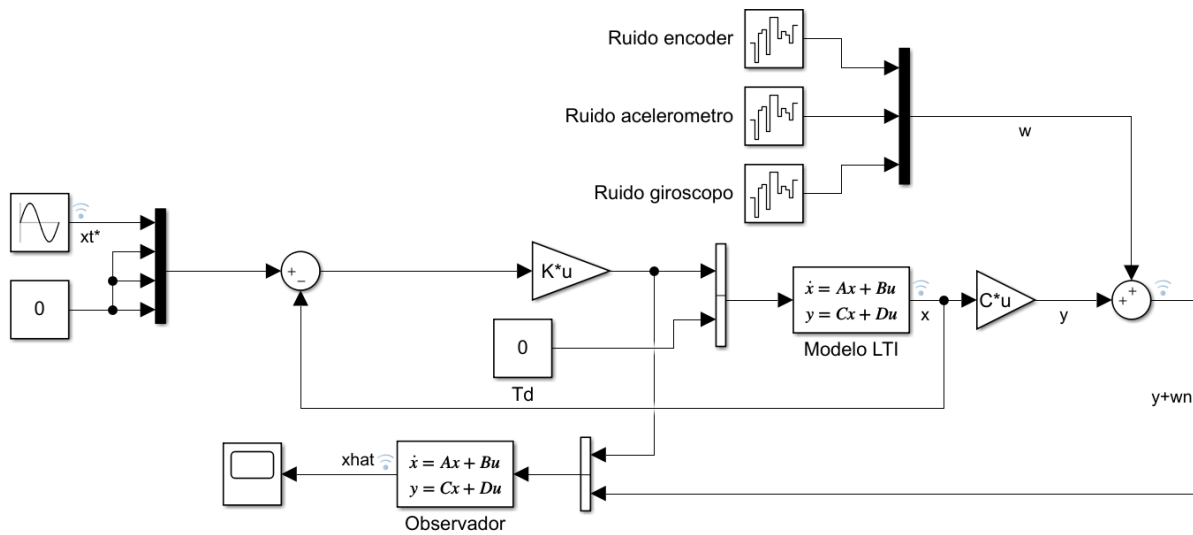 Ruido encoder
Ruido acelerometro
w
Ruido giroscopo
xt*
0
+
−
K*u
ẋ = Ax + Bu
y = Cx + Du
x
Modelo LTI
C*u
y
+
+
0
Td
y+wn
xhat
ẋ = Ax + Bu
y = Cx + Du
Observador